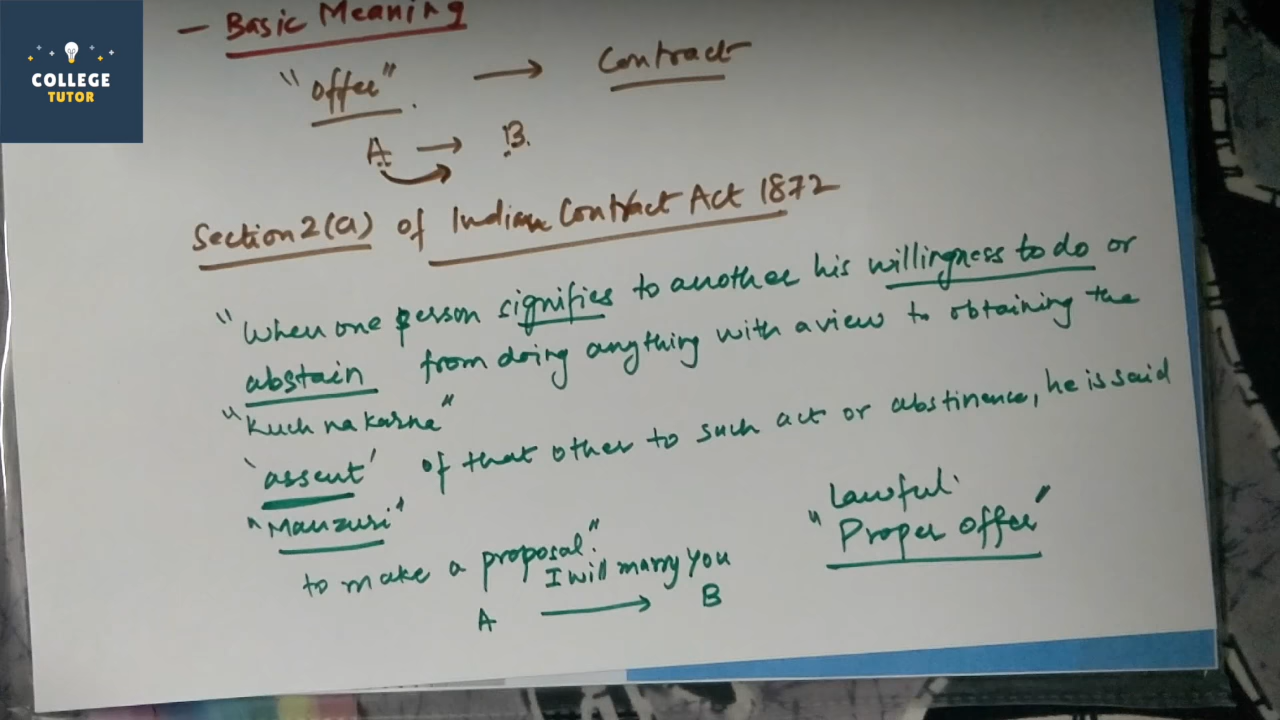 COLLEGE
TUTOR
- Basic Meaning
"offer" → Contract
A → B.
Section 2(a) of Indian Contract Act 1872
"When one person signifies to another his willingness to do or
abstain from doing anything with a view to obtaining the
"Kuch na karne"
'assent' of that other to such act or abstinence, he is said
"Manzuri"
to make a proposal."
Lawful.
"Proper offer"
I will marry you
A → B